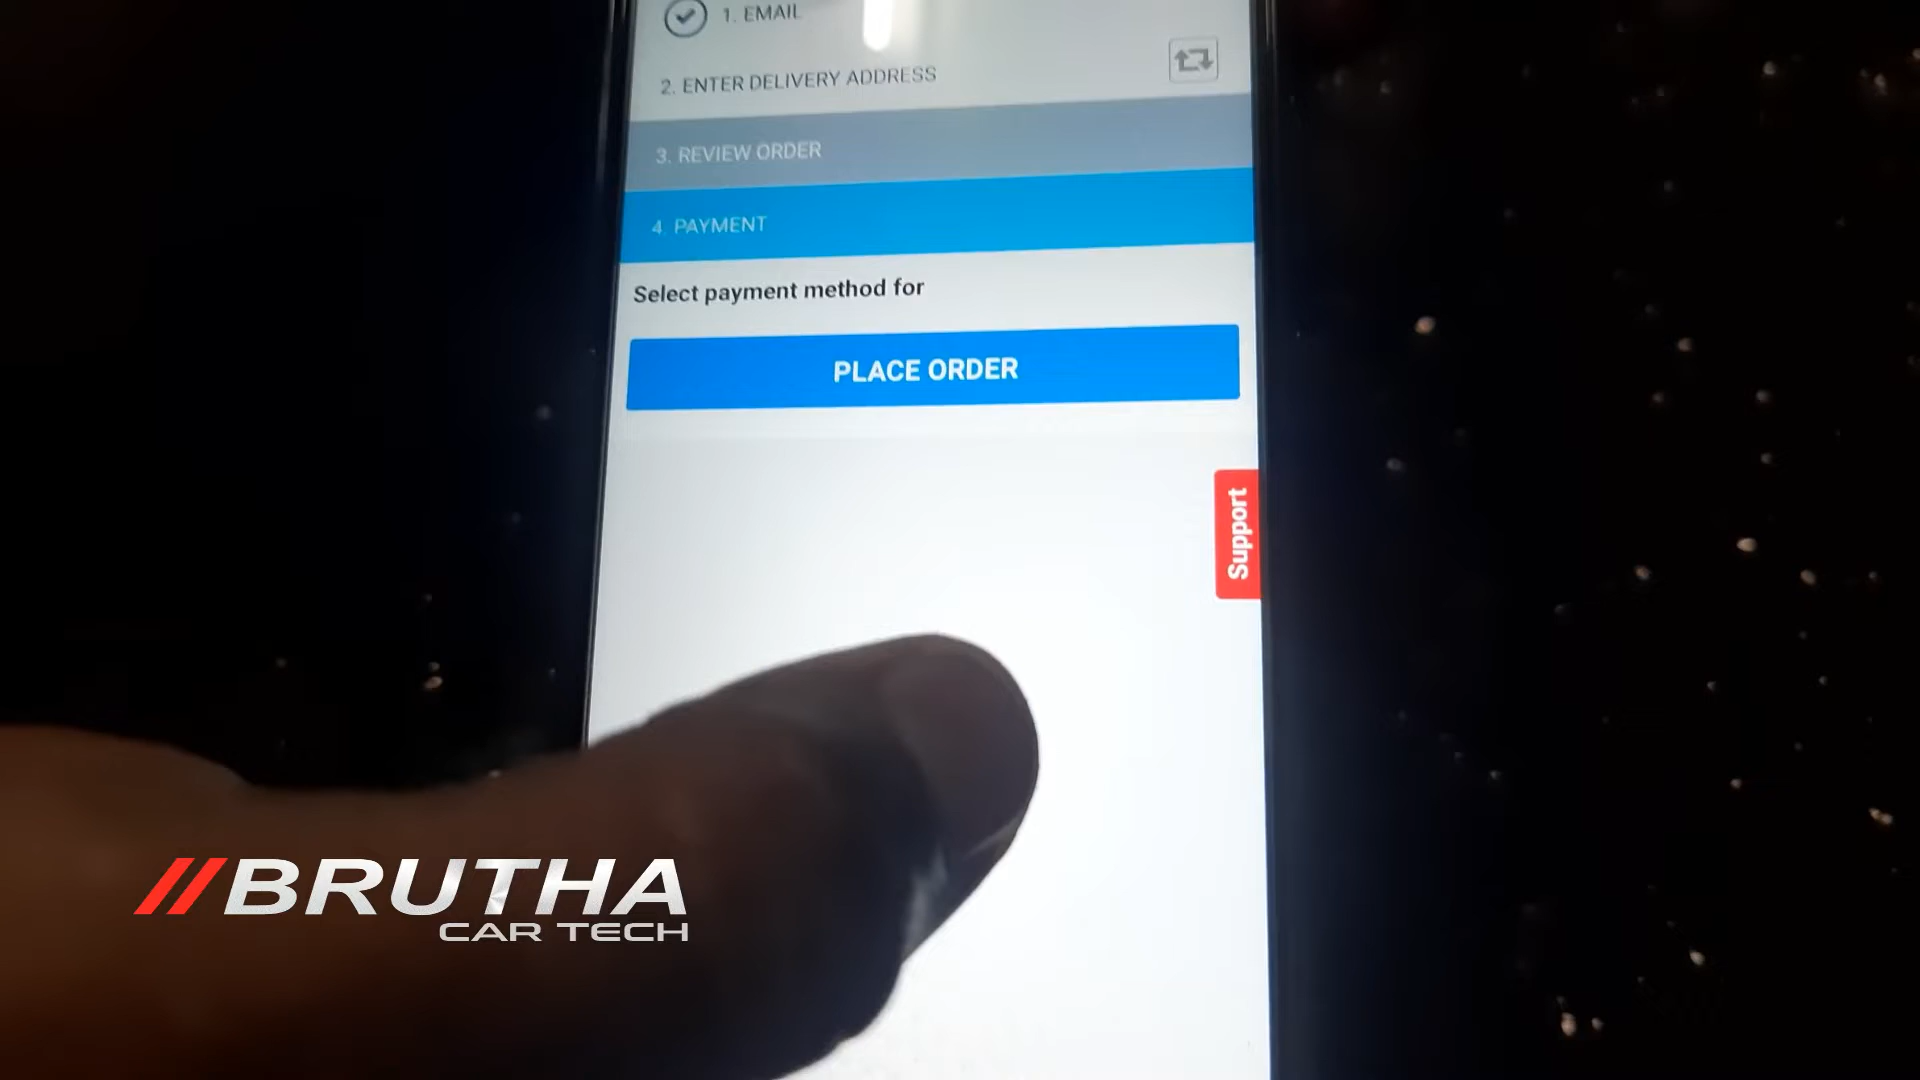 1. EMAIL
2. ENTER DELIVERY ADDRESS
3. REVIEW ORDER
4. PAYMENT
Select payment method for
PLACE ORDER
Support
//BRUTHA
CAR TECH